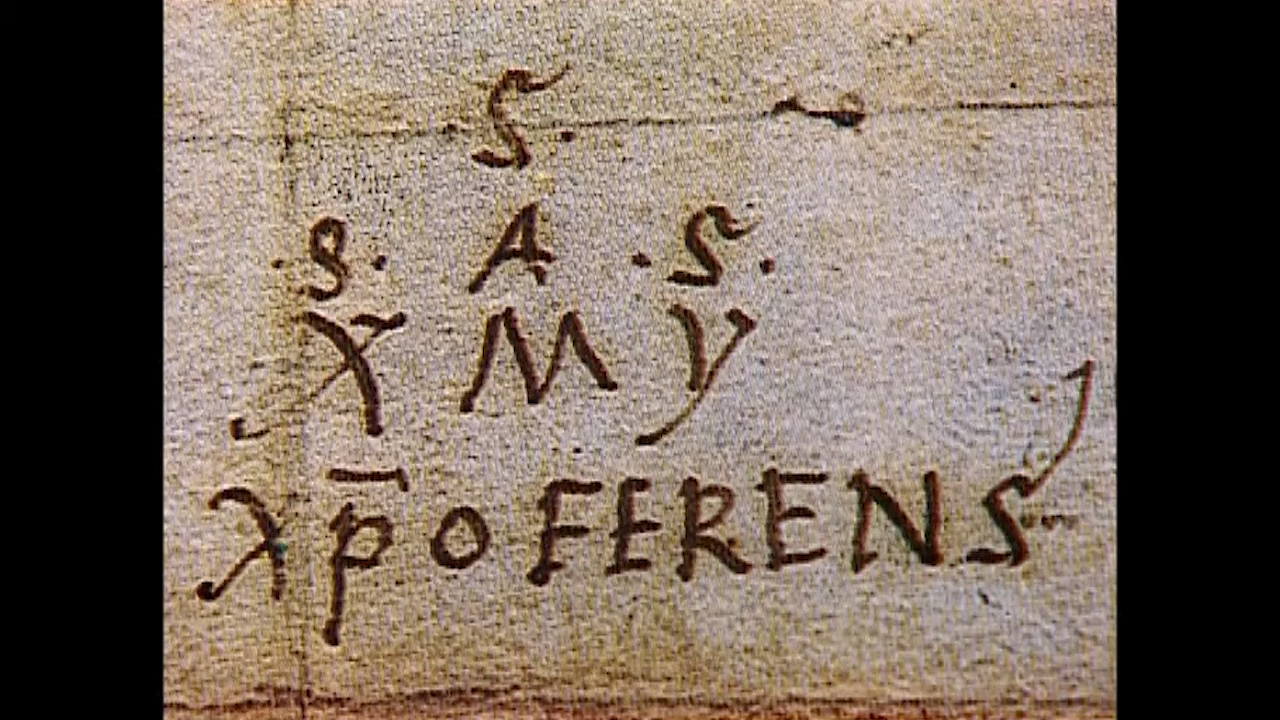 .S.
.S. A .S.
X M Y
Xp̄oFERENS